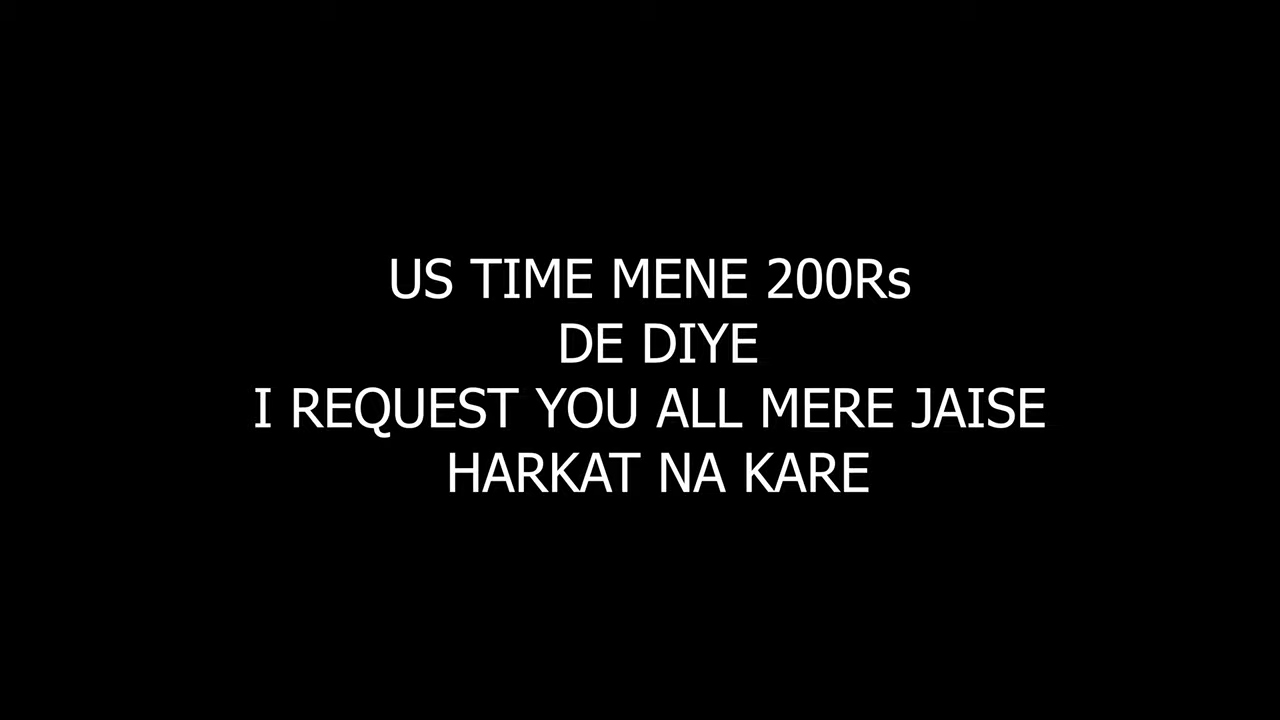 US TIME MENE 200Rs
DE DIYE
I REQUEST YOU ALL MERE JAISE
HARKAT NA KARE